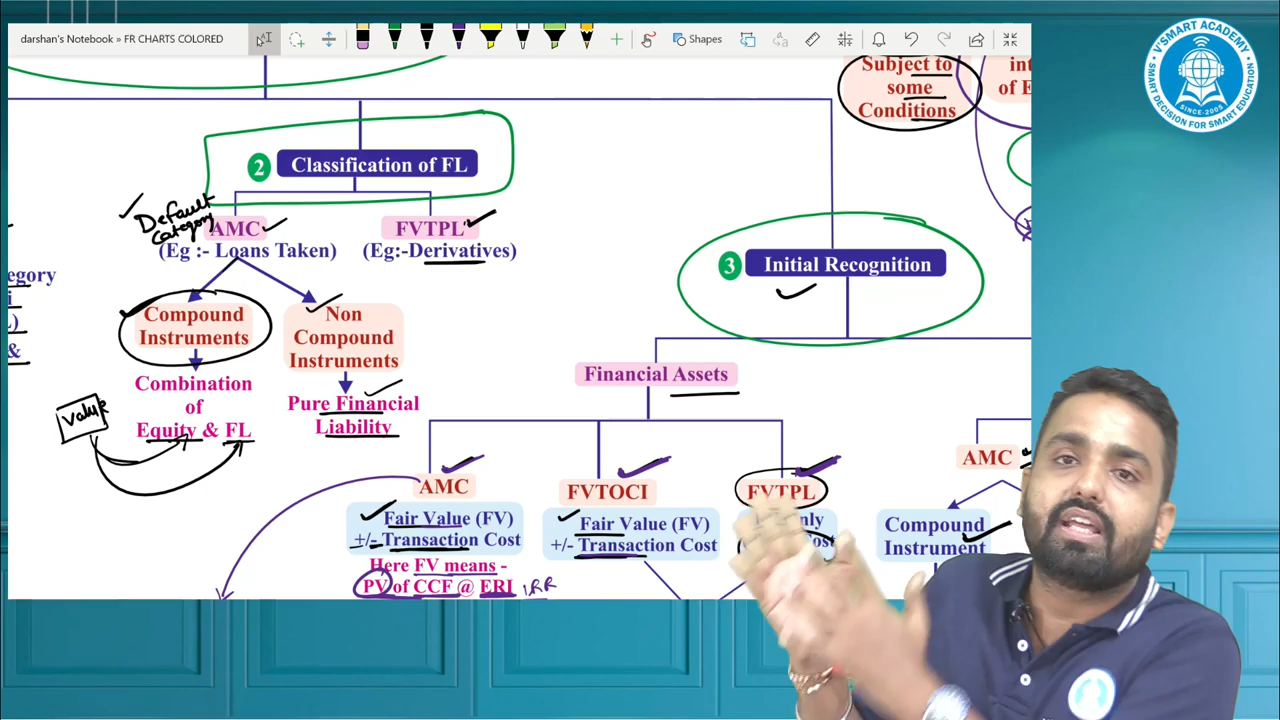 darshan's Notebook » FR CHARTS COLORED
Shapes
V'SMART ACADEMY
SMART DECISION FOR SMART EDUCATION
SINCE-2005
Subject to
some
Conditions
int
of E
2 Classification of FL
Default
category
AMC
(Eg :- Loans Taken)
FVTPL
(Eg:-Derivatives)
Compound
Instruments
Non
Compound
Instruments
Combination
of
Equity & FL
Pure Financial
Liability
value
egory
&
3 Initial Recognition
Financial Assets
AMC
Fair Value (FV)
+/- Transaction Cost
Here FV means -
PV of CCF @ ERI IRR
FVTOCI
Fair Value (FV)
+/- Transaction Cost
FVTPL
AMC
Compound
Instrument